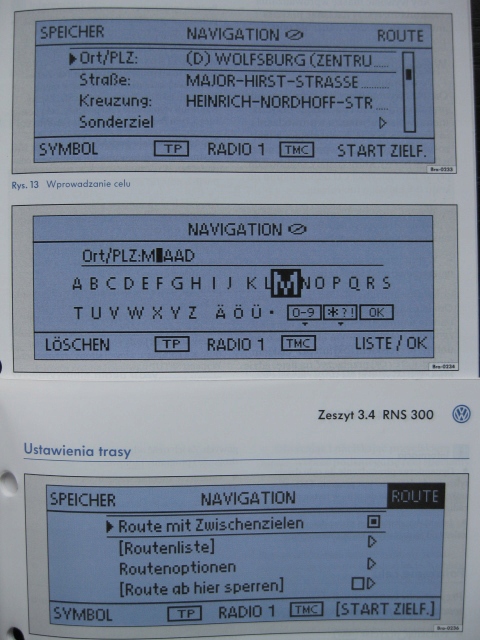 SPEICHER NAVIGATION ROUTE
Ort/PLZ: (D) WOLFSBURG (ZENTRU
Straße: MAJOR-HIRST-STRASSE
Kreuzung: HEINRICH-NORDHOFF-STR
Sonderziel
SYMBOL TP RADIO 1 TMC START ZIELF.
Rys. 13 Wprowadzanie celu
NAVIGATION
Ort/PLZ:M AAD
A B C D E F G H I J K L M N O P Q R S
T U V W X Y Z Ä Ö Ü • 0-9 *?! OK
LÖSCHEN TP RADIO 1 TMC LISTE / OK
Zeszyt 3.4 RNS 300
Ustawienia trasy
SPEICHER NAVIGATION ROUTE
Route mit Zwischenzielen
[Routenliste]
Routenoptionen
[Route ab hier sperren]
SYMBOL TP RADIO 1 TMC [START ZIELF.]